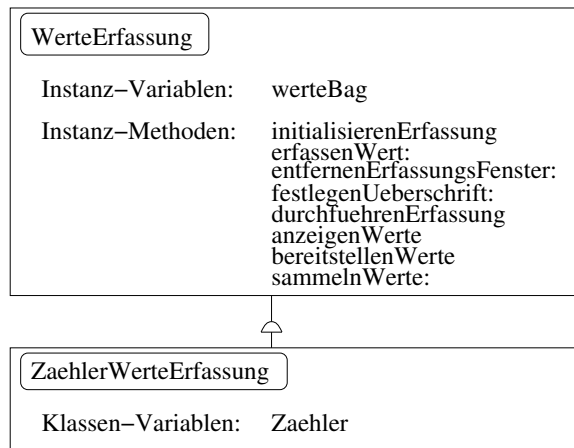 WerteErfassung
Instanz−Variablen: werteBag
Instanz−Methoden: initialisierenErfassung
erfassenWert:
entfernenErfassungsFenster:
festlegenUeberschrift:
durchfuehrenErfassung
anzeigenWerte
bereitstellenWerte
sammelnWerte:
ZaehlerWerteErfassung
Klassen−Variablen: Zaehler